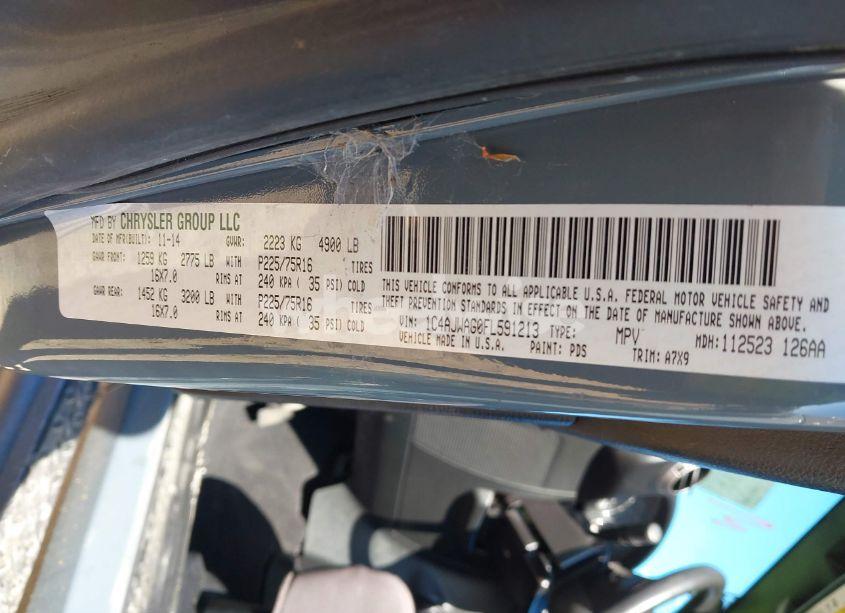 MFD BY CHRYSLER GROUP LLC
DATE OF MFR(BUILT): 11-14 GVWR: 2223 KG 4900 LB
GAWR FRONT: 1259 KG 2775 LB WITH P225/75R16 TIRES
16X7.0 RIMS AT 240 KPA ( 35 PSI) COLD
GAWR REAR: 1452 KG 3200 LB WITH P225/75R16 TIRES
16X7.0 RIMS AT 240 KPA ( 35 PSI) COLD
THIS VEHICLE CONFORMS TO ALL APPLICABLE U.S.A. FEDERAL MOTOR VEHICLE SAFETY AND
THEFT PREVENTION STANDARDS IN EFFECT ON THE DATE OF MANUFACTURE SHOWN ABOVE.
VIN: 1C4AJWAG0FL591213 TYPE: MPV MDH: 112523 126AA
VEHICLE MADE IN U.S.A. PAINT: PDS TRIM: A7X9